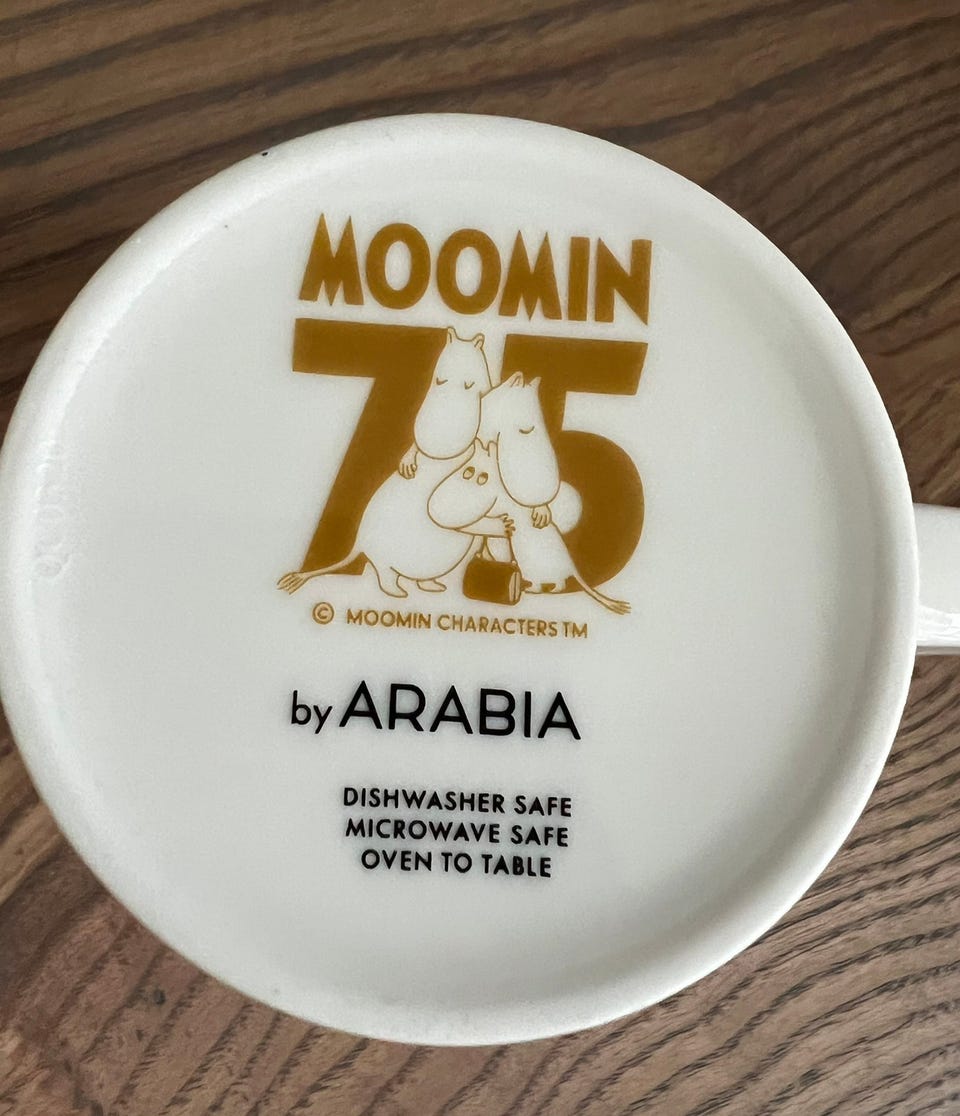 MOOMIN
75
© MOOMIN CHARACTERS TM
by ARABIA
DISHWASHER SAFE
MICROWAVE SAFE
OVEN TO TABLE